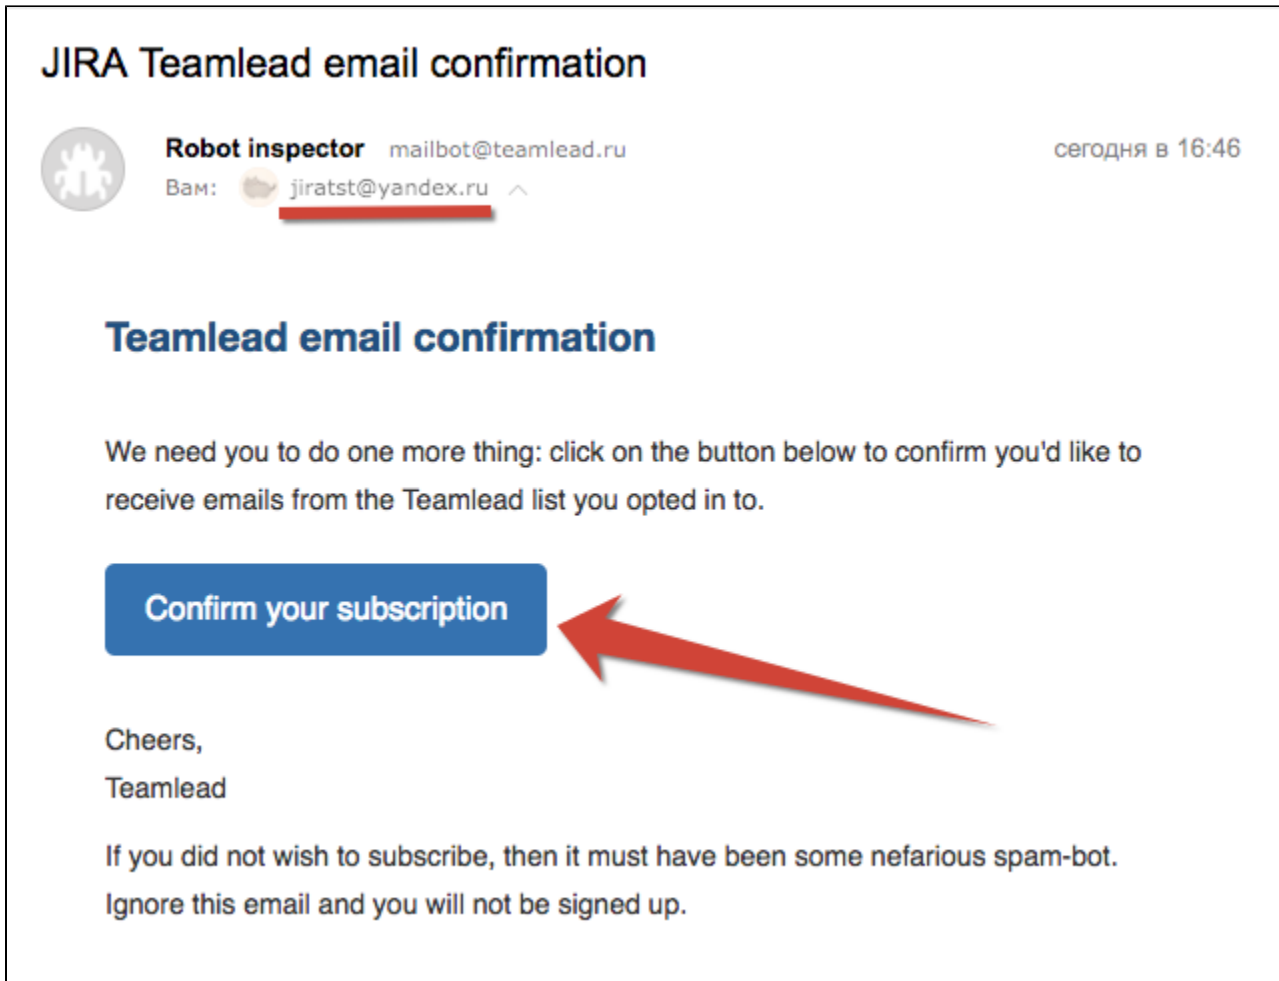 JIRA Teamlead email confirmation
Robot inspector mailbot@teamlead.ru
сегодня в 16:46
Вам: jiratst@yandex.ru
Teamlead email confirmation
We need you to do one more thing: click on the button below to confirm you'd like to
receive emails from the Teamlead list you opted in to.
Confirm your subscription
Cheers,
Teamlead
If you did not wish to subscribe, then it must have been some nefarious spam-bot.
Ignore this email and you will not be signed up.